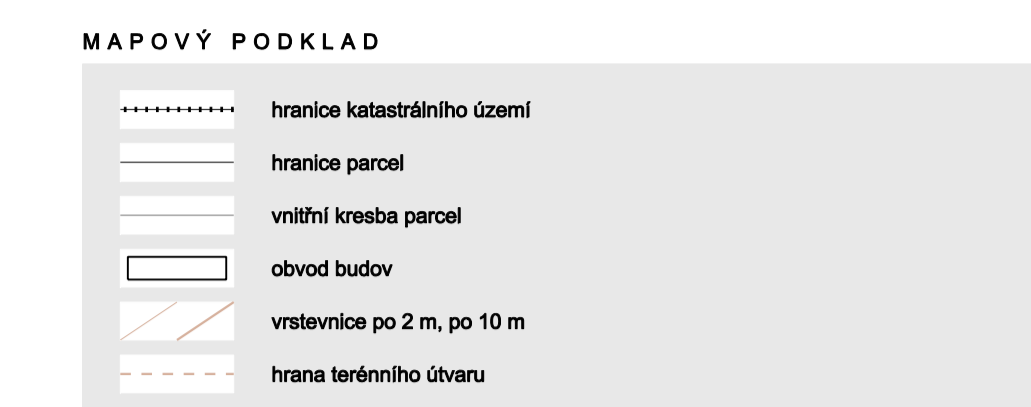 MAPOVÝ PODKLAD
hranice katastrálního území
hranice parcel
vnitřní kresba parcel
obvod budov
vrstevnice po 2 m, po 10 m
hrana terénního útvaru